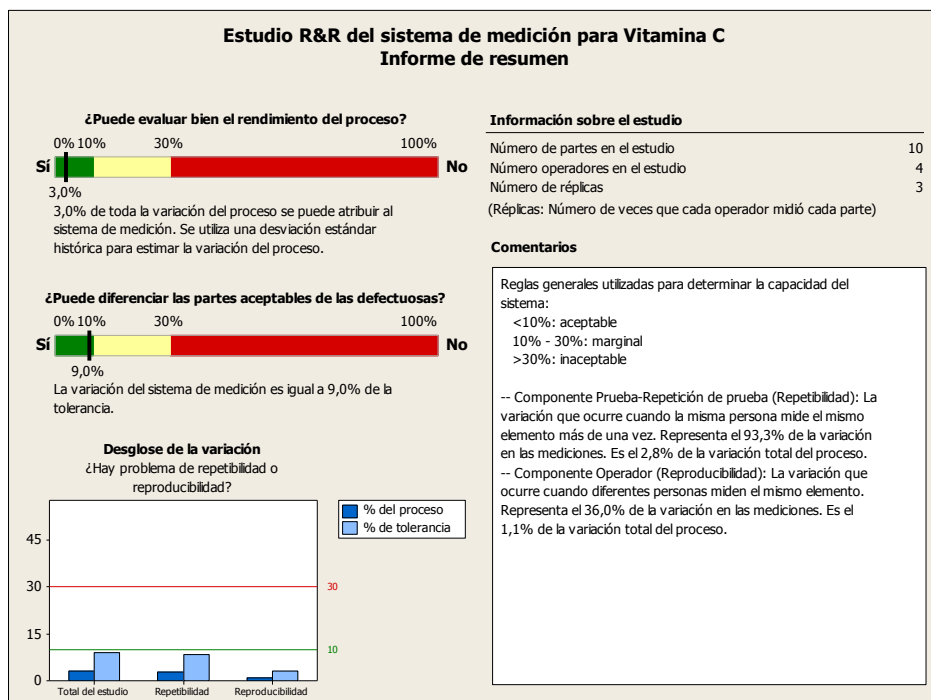 Estudio R&R del sistema de medición para Vitamina C
Informe de resumen
¿Puede evaluar bien el rendimiento del proceso?
0% 10% 30% 100%
Sí No
3,0%
3,0% de toda la variación del proceso se puede atribuir al
sistema de medición. Se utiliza una desviación estándar
histórica para estimar la variación del proceso.
¿Puede diferenciar las partes aceptables de las defectuosas?
0% 10% 30% 100%
Sí No
9,0%
La variación del sistema de medición es igual a 9,0% de la
tolerancia.
Desglose de la variación
¿Hay problema de repetibilidad o
reproducibilidad?
% del proceso
% de tolerancia
45
30 30
15 10
0
Total del estudio Repetibilidad Reproducibilidad
Información sobre el estudio
Número de partes en el estudio 10
Número operadores en el estudio 4
Número de réplicas 3
(Réplicas: Número de veces que cada operador midió cada parte)
Comentarios
Reglas generales utilizadas para determinar la capacidad del
sistema:
<10%: aceptable
10% - 30%: marginal
>30%: inaceptable
-- Componente Prueba-Repetición de prueba (Repetibilidad): La
variación que ocurre cuando la misma persona mide el mismo
elemento más de una vez. Representa el 93,3% de la variación
en las mediciones. Es el 2,8% de la variación total del proceso.
-- Componente Operador (Reproducibilidad): La variación que
ocurre cuando diferentes personas miden el mismo elemento.
Representa el 36,0% de la variación en las mediciones. Es el
1,1% de la variación total del proceso.